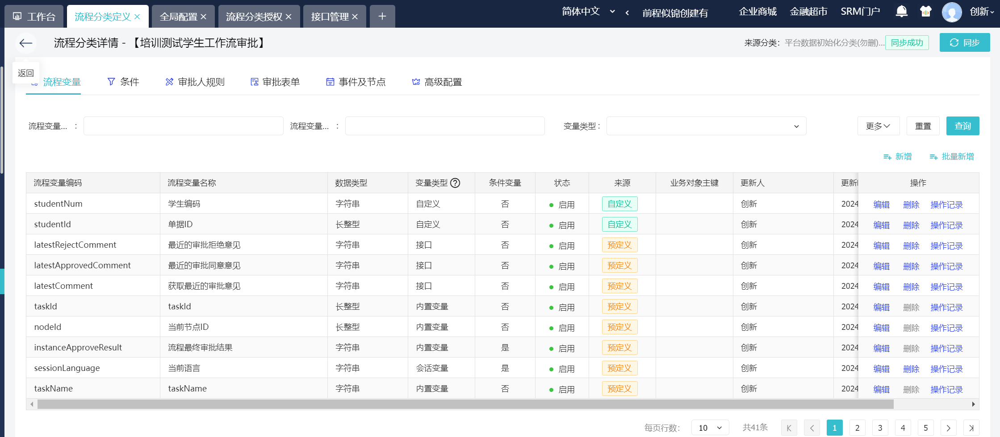 工作台 流程分类定义 × 全局配置 × 流程分类授权 × 接口管理 × + 简体中文 前程似锦创建有 企业商城 金融超市 SRM门户 创新
流程分类详情 - 【培训测试学生工作流审批】 来源分类: 平台数据初始化分类(勿删)... 同步成功 同步
返回
流程变量 条件 审批人规则 审批表单 事件及节点 高级配置
流程变量... : 流程变量... : 变量类型 : 更多 重置 查询
新增 批量新增
流程变量编码 流程变量名称 数据类型 变量类型 ? 条件变量 状态 来源 业务对象主键 更新人 更新 操作
studentNum 学生编码 字符串 自定义 否 启用 自定义 创新 2024 编辑 删除 操作记录
studentId 单据ID 长整型 自定义 否 启用 自定义 创新 2024 编辑 删除 操作记录
latestRejectComment 最近的审批拒绝意见 字符串 接口 否 启用 预定义 创新 2024 编辑 删除 操作记录
latestApprovedComment 最近的审批同意意见 字符串 接口 否 启用 预定义 创新 2024 编辑 删除 操作记录
latestComment 获取最近的审批意见 字符串 接口 否 启用 预定义 创新 2024 编辑 删除 操作记录
taskId taskId 长整型 内置变量 否 启用 预定义 创新 2024 编辑 删除 操作记录
nodeId 当前节点ID 长整型 内置变量 否 启用 预定义 创新 2024 编辑 删除 操作记录
instanceApproveResult 流程最终审批结果 字符串 内置变量 是 启用 预定义 创新 2024 编辑 删除 操作记录
sessionLanguage 当前语言 字符串 会话变量 是 启用 预定义 创新 2024 编辑 删除 操作记录
taskName taskName 字符串 内置变量 否 启用 预定义 创新 2024 编辑 删除 操作记录
每页行数: 10 共41条 1 2 3 4 5